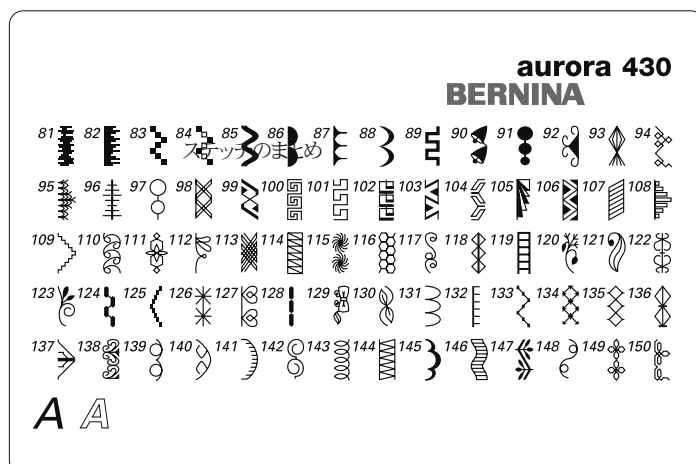 aurora 430
BERNINA
81 82 83 84 85 86 87 88 89 90 91 92 93 94
ステッチのまとめ
95 96 97 98 99 100 101 102 103 104 105 106 107 108
109 110 111 112 113 114 115 116 117 118 119 120 121 122
123 124 125 126 127 128 129 130 131 132 133 134 135 136
137 138 139 140 141 142 143 144 145 146 147 148 149 150
A A